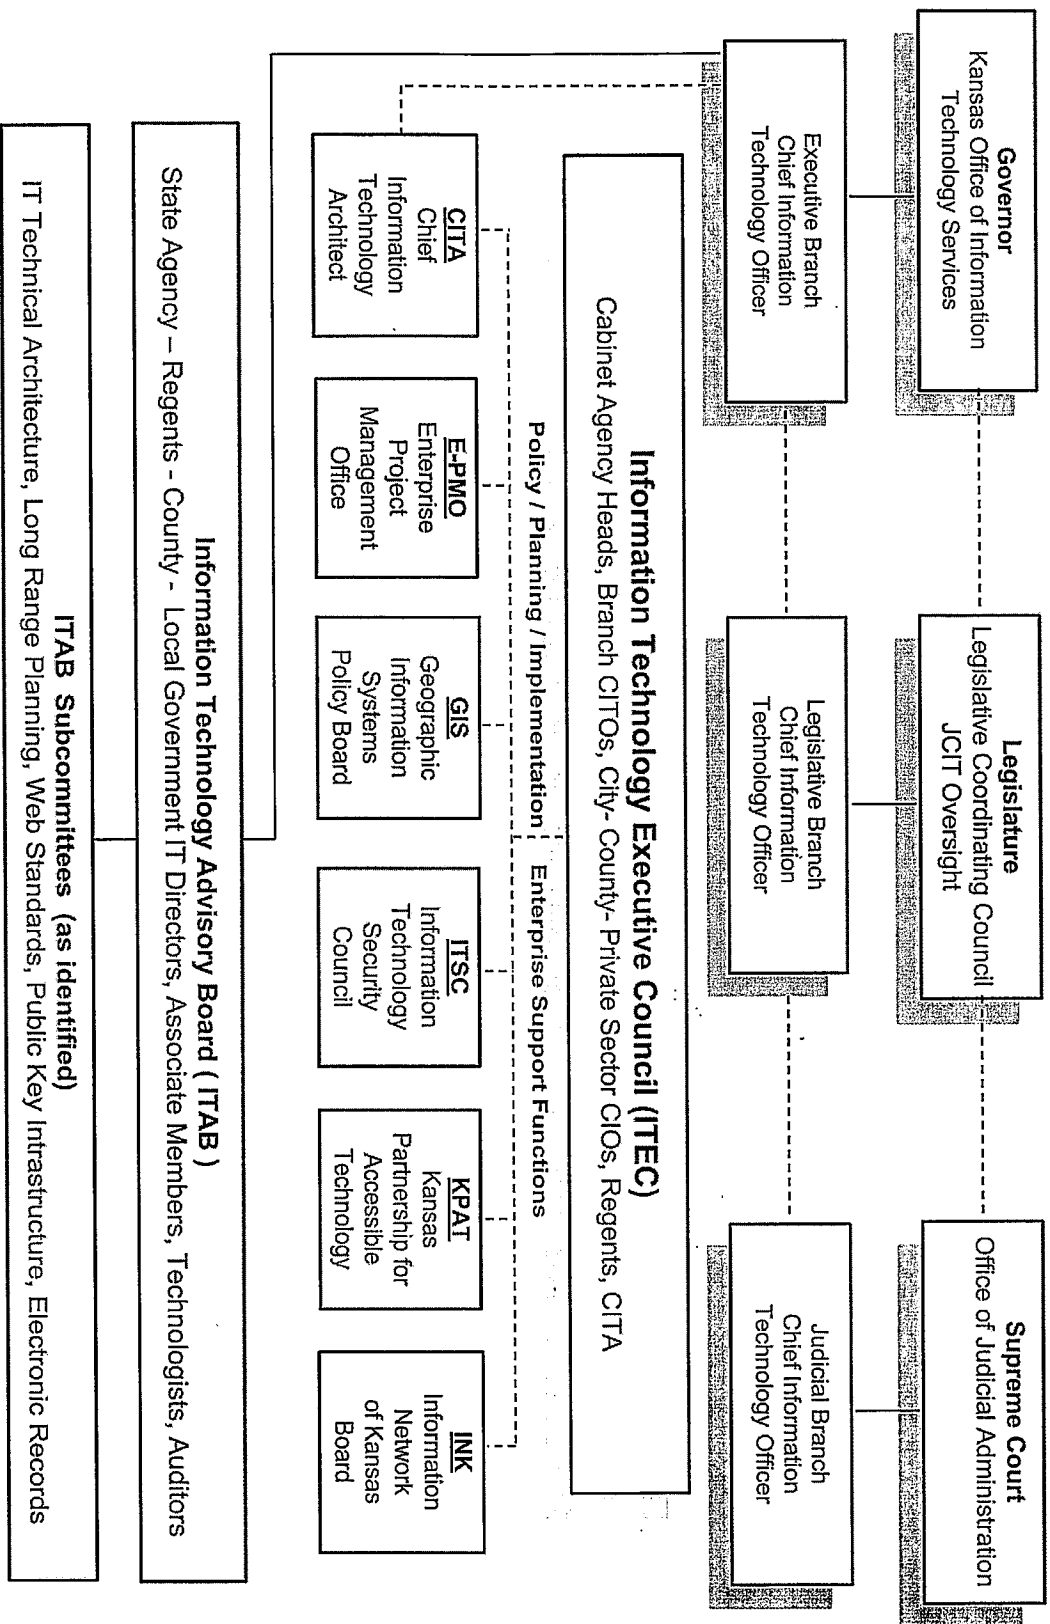 Governor
Kansas Office of Information
Technology Services
Legislature
Legislative Coordinating Council
JCIT Oversight
Supreme Court
Office of Judicial Administration
Executive Branch
Chief Information
Technology Officer
Legislative Branch
Chief Information
Technology Officer
Judicial Branch
Chief Information
Technology Officer
Information Technology Executive Council (ITEC)
Cabinet Agency Heads, Branch CITOs, City- County- Private Sector CIOs, Regents, CITA
Policy / Planning / Implementation
Enterprise Support Functions
CITA
Chief
Information
Technology
Architect
E-PMO
Enterprise
Project
Management
Office
GIS
Geographic
Information
Systems
Policy Board
ITSC
Information
Technology
Security
Council
KPAT
Kansas
Partnership for
Accessible
Technology
INK
Information
Network
of Kansas
Board
Information Technology Advisory Board ( ITAB )
State Agency – Regents - County - Local Government IT Directors, Associate Members, Technologists, Auditors
ITAB Subcommittees (as identified)
IT Technical Architecture, Long Range Planning, Web Standards, Public Key Intrastructure, Electronic Records